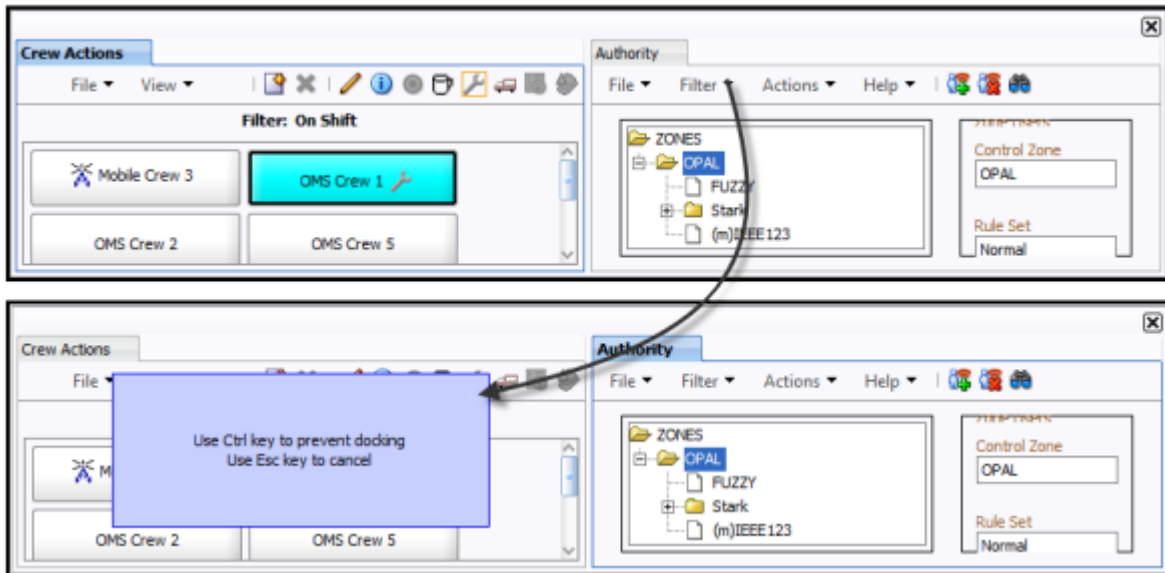 Crew Actions
File View
Filter: On Shift
Mobile Crew 3
OMS Crew 1
OMS Crew 2
OMS Crew 5
Authority
File Filter Actions Help
ZONES
OPAL
FUZZY
Stark
(m)IEEE123
Control Zone
OPAL
Rule Set
Normal
Crew Actions
File
Use Ctrl key to prevent docking
Use Esc key to cancel
M
OMS Crew 2
OMS Crew 5
Authority
File Filter Actions Help
ZONES
OPAL
FUZZY
Stark
(m)IEEE123
Control Zone
OPAL
Rule Set
Normal